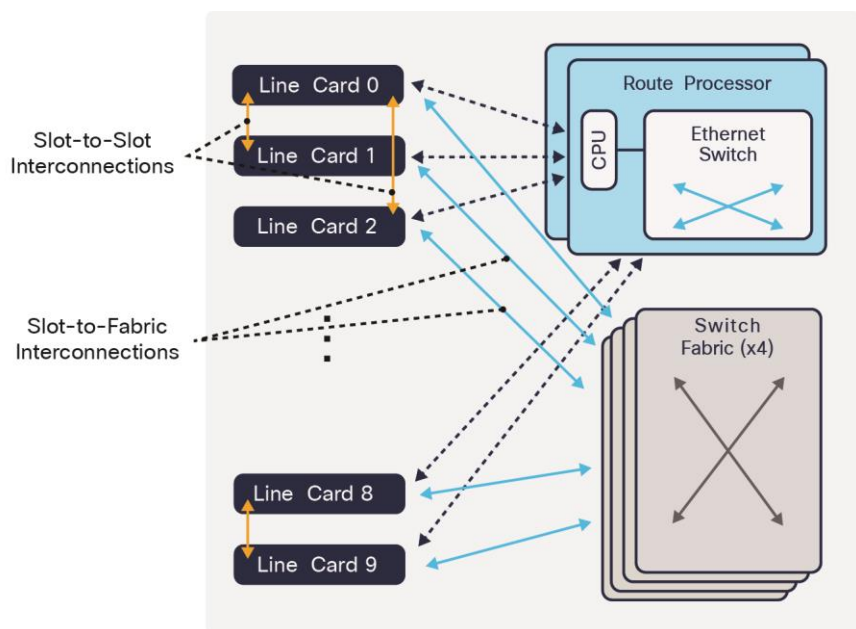 Line Card 0
Line Card 1
Line Card 2
Slot-to-Slot
Interconnections
Slot-to-Fabric
Interconnections
Line Card 8
Line Card 9
Route Processor
CPU
Ethernet
Switch
Switch
Fabric (x4)